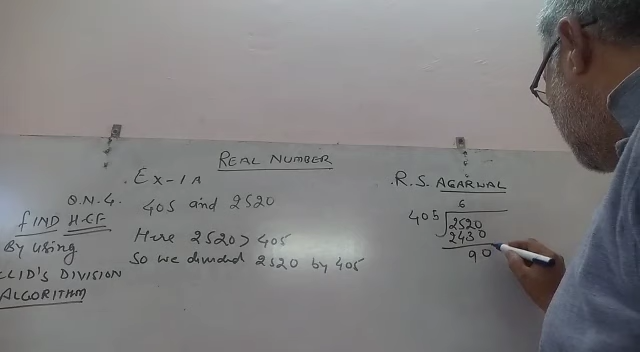 REAL NUMBER
Ex-1A
Q.N.4. 405 and 2520
FIND H.C.F
By using
CLID'S DIVISION
ALGORITHM
Here 2520 > 405
So we divided 2520 by 405
R.S. AGARWAL
6
405 2520
2430
90